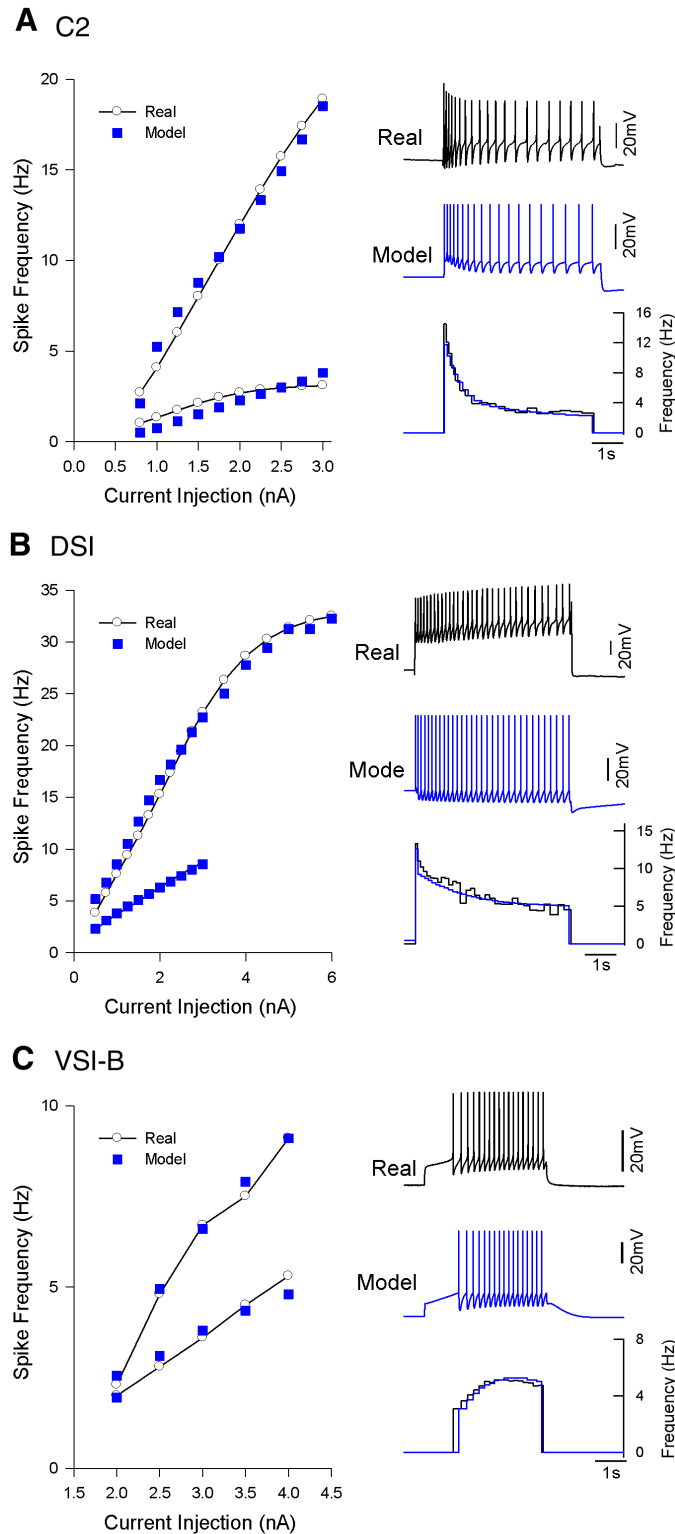 A C2
20
15
10
5
0
Spike Frequency (Hz)
Real
Model
0.0 0.5 1.0 1.5 2.0 2.5 3.0
Current Injection (nA)
Real
20mV
Model
20mV
16
12
8
4
0
Frequency (Hz)
1s
B DSI
35
30
25
20
15
10
5
0
Spike Frequency (Hz)
Real
Model
0 2 4 6
Current Injection (nA)
Real
20mV
Mode
20mV
15
10
5
0
Frequency (Hz)
1s
C VSI-B
10
5
0
Spike Frequency (Hz)
Real
Model
1.5 2.0 2.5 3.0 3.5 4.0 4.5
Current Injection (nA)
Real
20mV
Model
20mV
8
4
0
Frequency (Hz)
1s